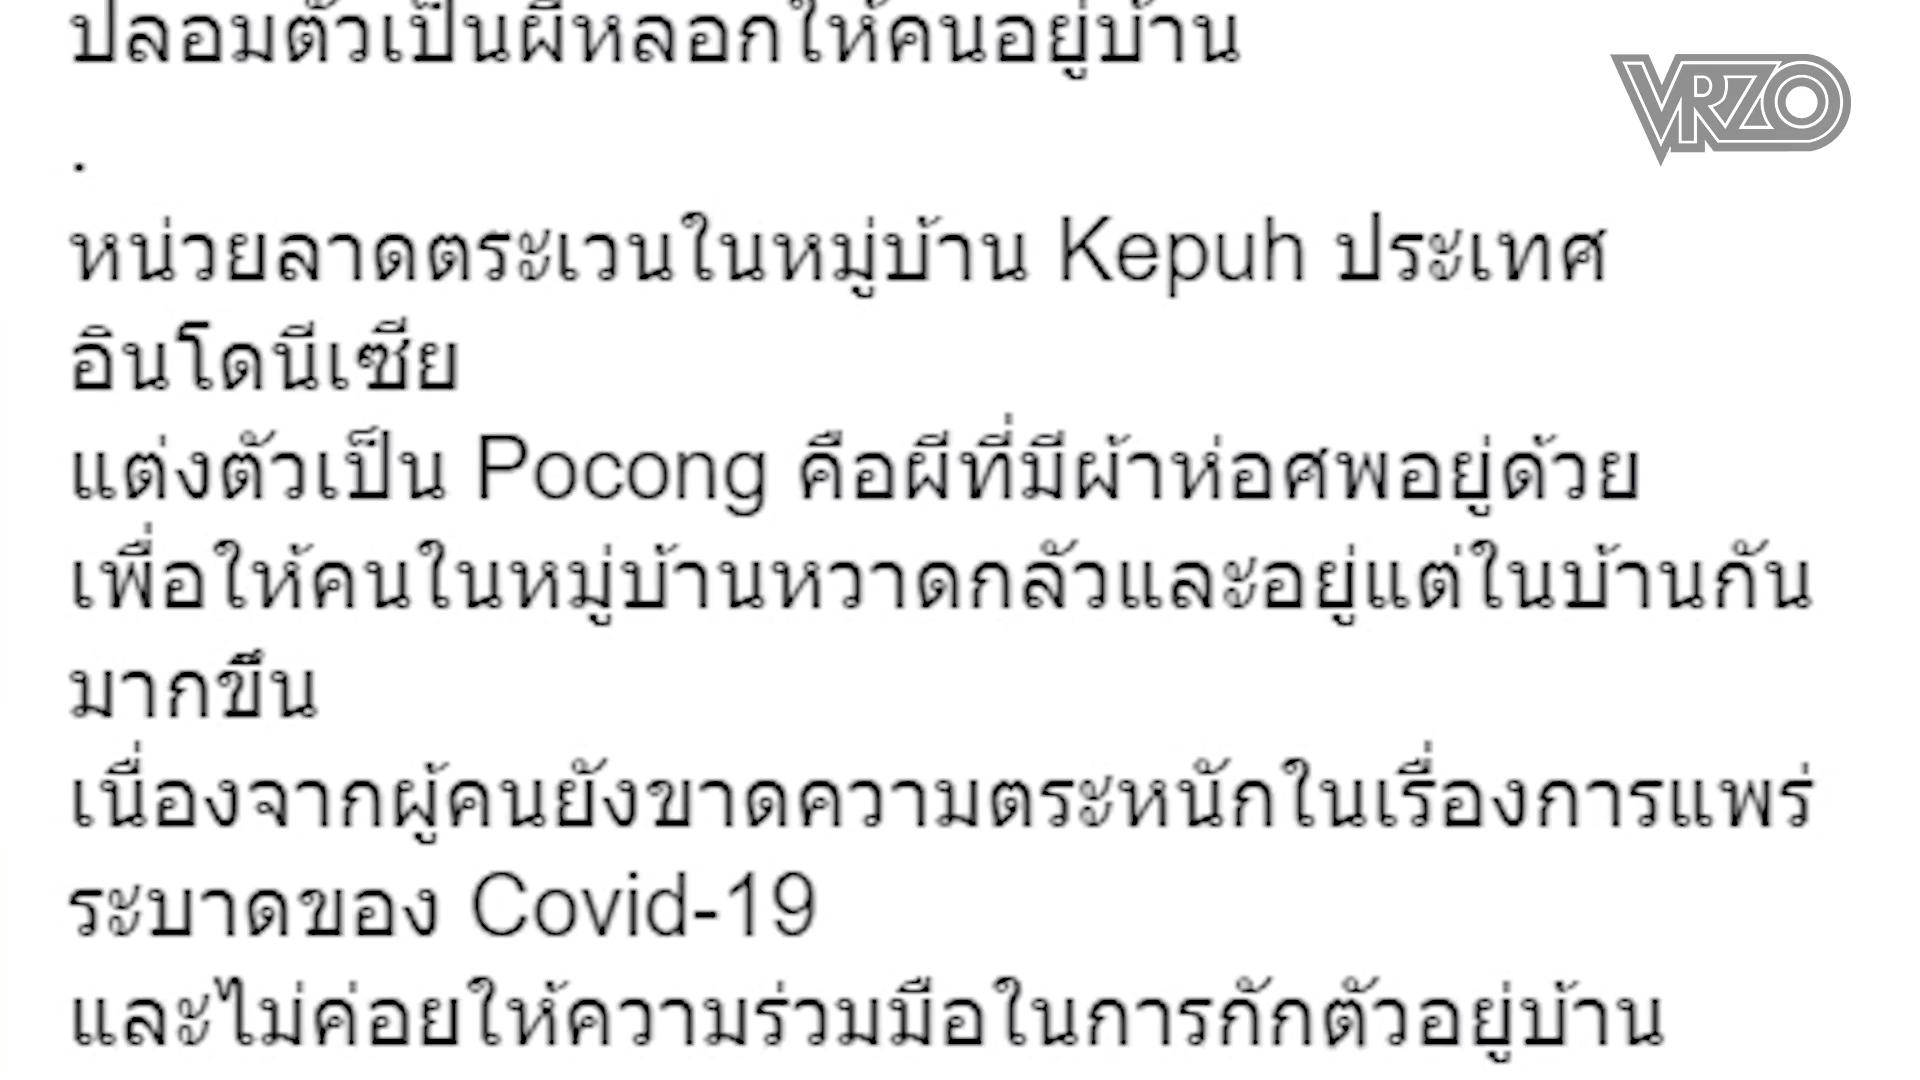 ปลอมตัวเป็นผีหลอกให้คนอยู่บ้าน
VRZO
.
หน่วยลาดตระเวนในหมู่บ้าน Kepuh ประเทศ
อินโดนีเซีย
แต่งตัวเป็น Pocong คือผีที่มีผ้าห่อศพอยู่ด้วย
เพื่อให้คนในหมู่บ้านหวาดกลัวและอยู่แต่ในบ้านกัน
มากขึ้น
เนื่องจากผู้คนยังขาดความตระหนักในเรื่องการแพร่
ระบาดของ Covid-19
และไม่ค่อยให้ความร่วมมือในการกักตัวอยู่บ้าน